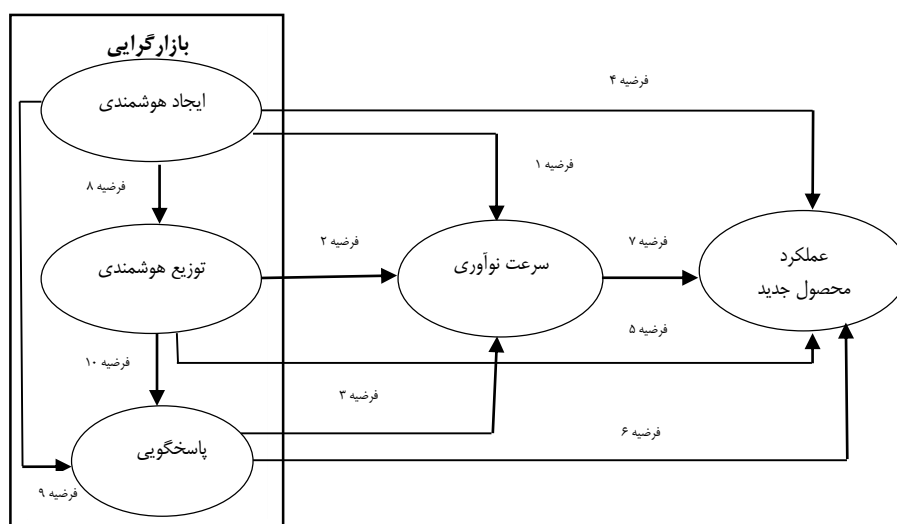 بازارگرایی
ایجاد هوشمندی
فرضیه ۴
فرضیه ۱
فرضیه ۸
توزیع هوشمندی
فرضیه ۲
سرعت نوآوری
فرضیه ۷
عملکرد
محصول جدید
فرضیه ۵
فرضیه ۱۰
فرضیه ۳
پاسخگویی
فرضیه ۶
فرضیه ۹